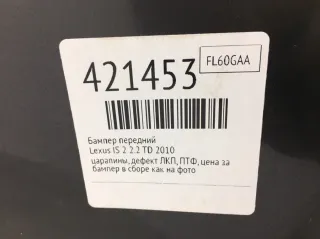 421453
FL60GAA
Бампер передний
Lexus IS 2 2.2 TD 2010
царапины, дефект ЛКП, ПТФ, цена за
бампер в сборе как на фото